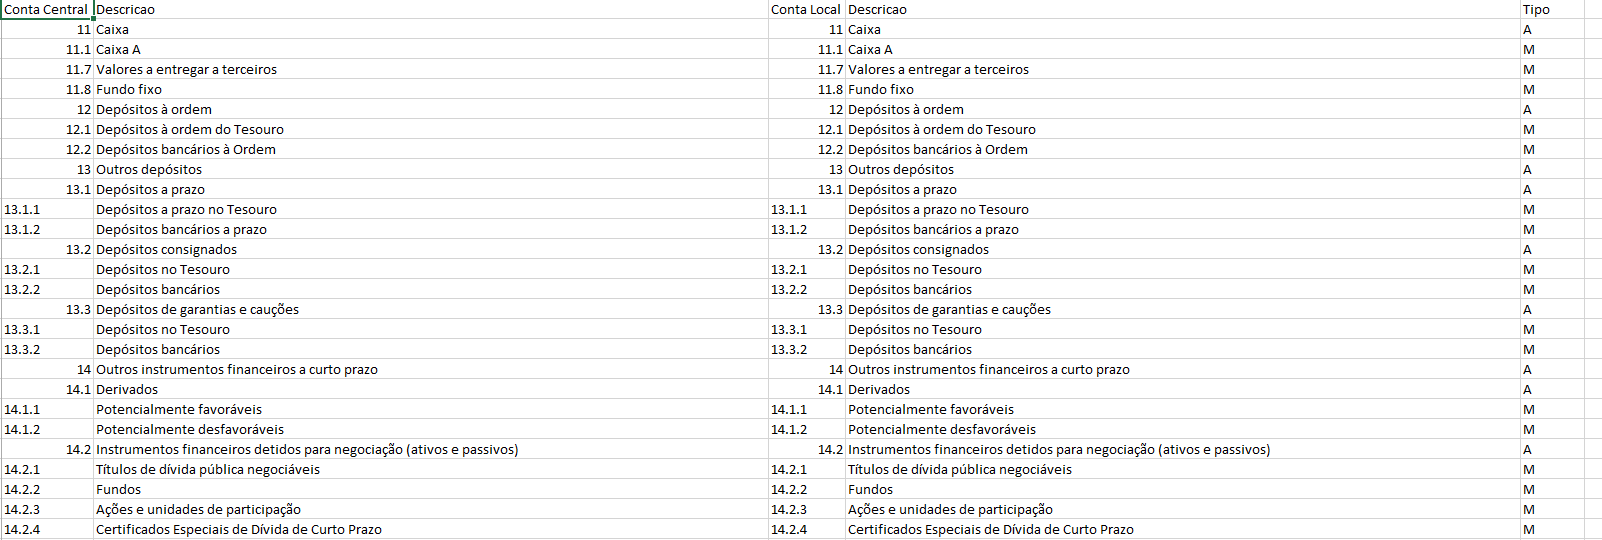 Conta Central Descricao Conta Local Descricao Tipo
11 Caixa 11 Caixa A
11.1 Caixa A 11.1 Caixa A M
11.7 Valores a entregar a terceiros 11.7 Valores a entregar a terceiros M
11.8 Fundo fixo 11.8 Fundo fixo M
12 Depósitos à ordem 12 Depósitos à ordem A
12.1 Depósitos à ordem do Tesouro 12.1 Depósitos à ordem do Tesouro M
12.2 Depósitos bancários à Ordem 12.2 Depósitos bancários à Ordem M
13 Outros depósitos 13 Outros depósitos A
13.1 Depósitos a prazo 13.1 Depósitos a prazo A
13.1.1 Depósitos a prazo no Tesouro 13.1.1 Depósitos a prazo no Tesouro M
13.1.2 Depósitos bancários a prazo 13.1.2 Depósitos bancários a prazo M
13.2 Depósitos consignados 13.2 Depósitos consignados A
13.2.1 Depósitos no Tesouro 13.2.1 Depósitos no Tesouro M
13.2.2 Depósitos bancários 13.2.2 Depósitos bancários M
13.3 Depósitos de garantias e cauções 13.3 Depósitos de garantias e cauções A
13.3.1 Depósitos no Tesouro 13.3.1 Depósitos no Tesouro M
13.3.2 Depósitos bancários 13.3.2 Depósitos bancários M
14 Outros instrumentos financeiros a curto prazo 14 Outros instrumentos financeiros a curto prazo A
14.1 Derivados 14.1 Derivados A
14.1.1 Potencialmente favoráveis 14.1.1 Potencialmente favoráveis M
14.1.2 Potencialmente desfavoráveis 14.1.2 Potencialmente desfavoráveis M
14.2 Instrumentos financeiros detidos para negociação (ativos e passivos) 14.2 Instrumentos financeiros detidos para negociação (ativos e passivos) A
14.2.1 Títulos de dívida pública negociáveis 14.2.1 Títulos de dívida pública negociáveis M
14.2.2 Fundos 14.2.2 Fundos M
14.2.3 Ações e unidades de participação 14.2.3 Ações e unidades de participação M
14.2.4 Certificados Especiais de Dívida de Curto Prazo 14.2.4 Certificados Especiais de Dívida de Curto Prazo M